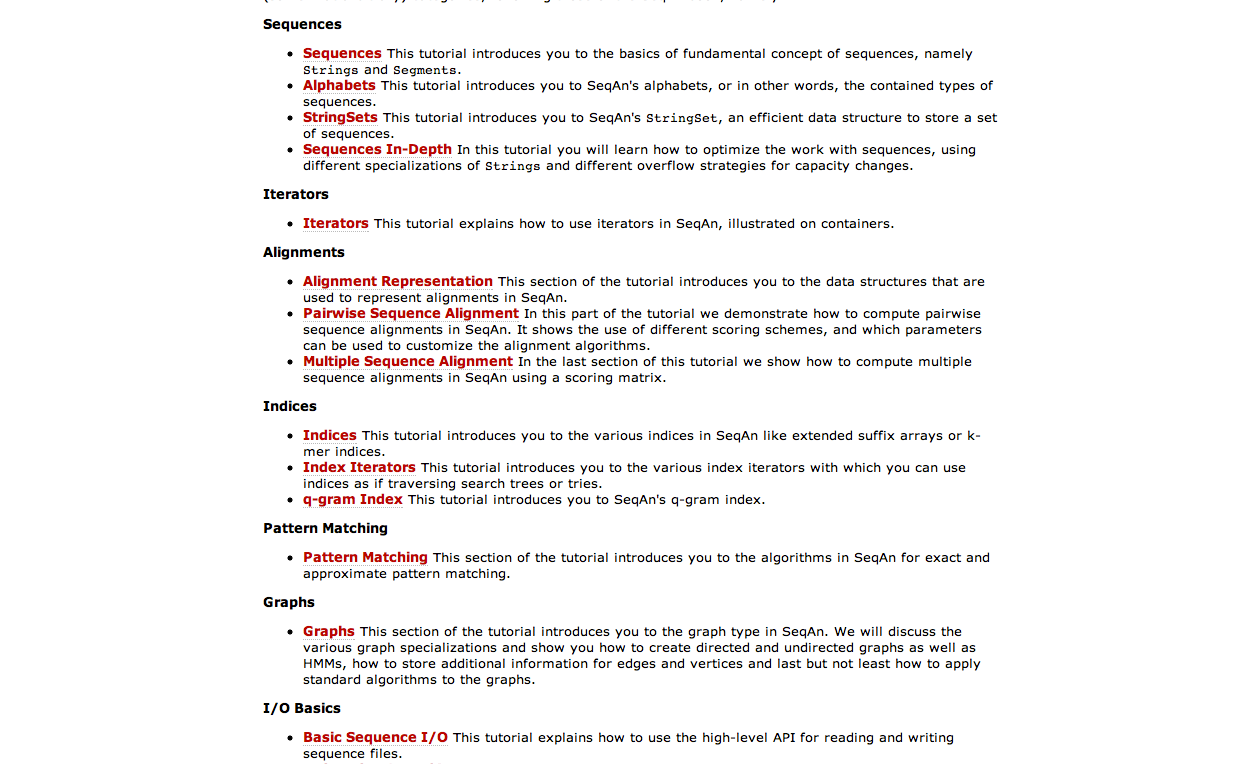 Sequences
Sequences This tutorial introduces you to the basics of fundamental concept of sequences, namely
Strings and Segments.
Alphabets This tutorial introduces you to SeqAn's alphabets, or in other words, the contained types of
sequences.
StringSets This tutorial introduces you to SeqAn's StringSet, an efficient data structure to store a set
of sequences.
Sequences In-Depth In this tutorial you will learn how to optimize the work with sequences, using
different specializations of Strings and different overflow strategies for capacity changes.
Iterators
Iterators This tutorial explains how to use iterators in SeqAn, illustrated on containers.
Alignments
Alignment Representation This section of the tutorial introduces you to the data structures that are
used to represent alignments in SeqAn.
Pairwise Sequence Alignment In this part of the tutorial we demonstrate how to compute pairwise
sequence alignments in SeqAn. It shows the use of different scoring schemes, and which parameters
can be used to customize the alignment algorithms.
Multiple Sequence Alignment In the last section of this tutorial we show how to compute multiple
sequence alignments in SeqAn using a scoring matrix.
Indices
Indices This tutorial introduces you to the various indices in SeqAn like extended suffix arrays or k-
mer indices.
Index Iterators This tutorial introduces you to the various index iterators with which you can use
indices as if traversing search trees or tries.
q-gram Index This tutorial introduces you to SeqAn's q-gram index.
Pattern Matching
Pattern Matching This section of the tutorial introduces you to the algorithms in SeqAn for exact and
approximate pattern matching.
Graphs
Graphs This section of the tutorial introduces you to the graph type in SeqAn. We will discuss the
various graph specializations and show you how to create directed and undirected graphs as well as
HMMs, how to store additional information for edges and vertices and last but not least how to apply
standard algorithms to the graphs.
I/O Basics
Basic Sequence I/O This tutorial explains how to use the high-level API for reading and writing
sequence files.